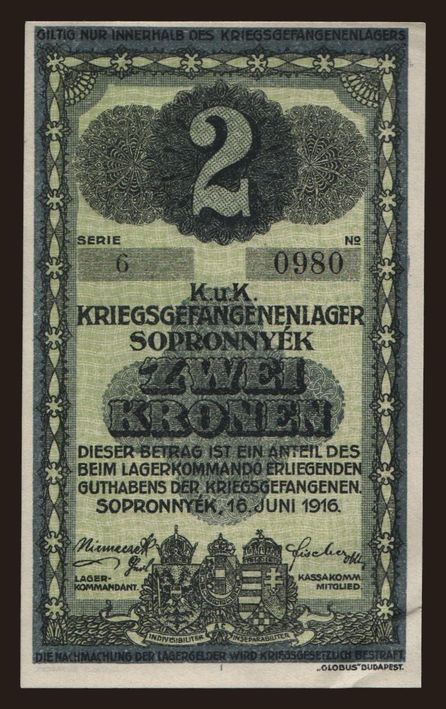 GILTIG NUR INNERHALB DES KRIEGSGEFANGENENLAGERS
2
SERIE No
6 0980
K.u.K.
KRIEGSGEFANGENENLAGER
SOPRONNYÉK
ZWEI
KRONEN
DIESER BETRAG IST EIN ANTEIL DES
BEIM LAGERKOMMANDO ERLIEGENDEN
GUTHABENS DER KRIEGSGEFANGENEN.
SOPRONNYÉK, 16. JUNI 1916.
LAGER- KASSAKOMM.
KOMMANDANT. MITGLIED.
INDIVISIBILITER AC INSEPARABILITER
DIE NACHMACHUNG DER LAGERGELDER WIRD KRIEGSGESETZLICH BESTRAFT
„GLOBUS" BUDAPEST.